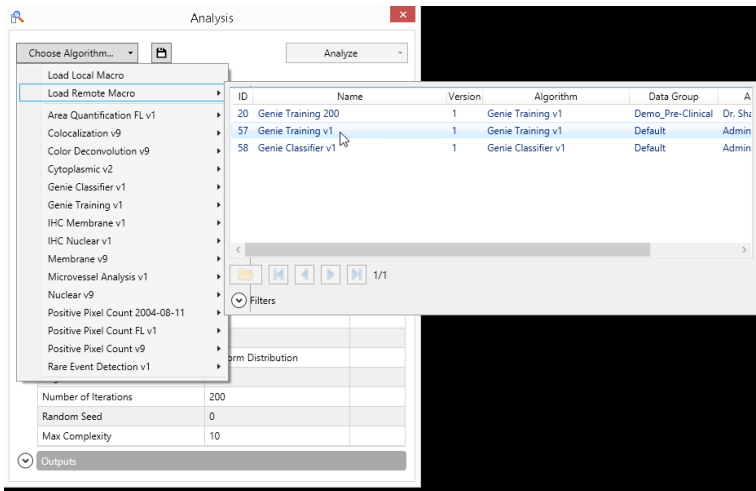 Analysis
Choose Algorithm...
Analyze
Load Local Macro
Load Remote Macro
Area Quantification FL v1
Colocalization v9
Color Deconvolution v9
Cytoplasmic v2
Genie Classifier v1
Genie Training v1
IHC Membrane v1
IHC Nuclear v1
Membrane v9
Microvessel Analysis v1
Nuclear v9
Positive Pixel Count 2004-08-11
Positive Pixel Count FL v1
Positive Pixel Count v9
Rare Event Detection v1
ID Name Version Algorithm Data Group A
20 Genie Training 200 1 Genie Training v1 Demo_Pre-Clinical Dr. Sha
57 Genie Training v1 1 Genie Training v1 Default Admin
58 Genie Classifier v1 1 Genie Classifier v1 Default Admin
1/1
Filters
orm Distribution
Number of Iterations 200
Random Seed 0
Max Complexity 10
Outputs